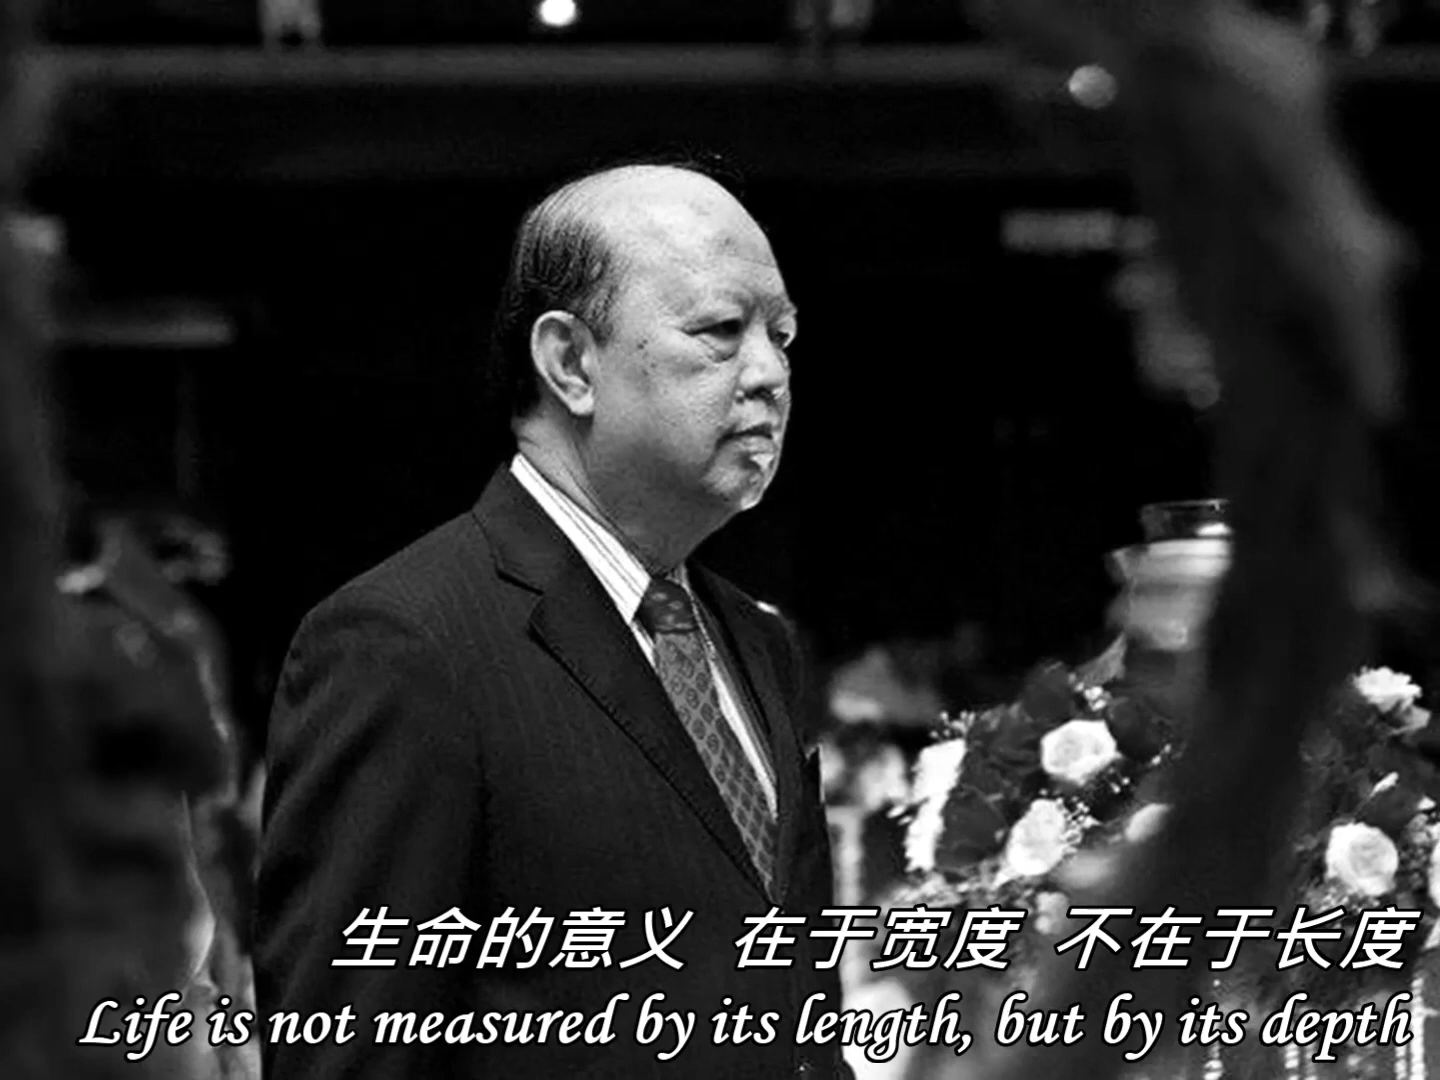 生命的意义 在于宽度 不在于长度
Life is not measured by its length, but by its depth